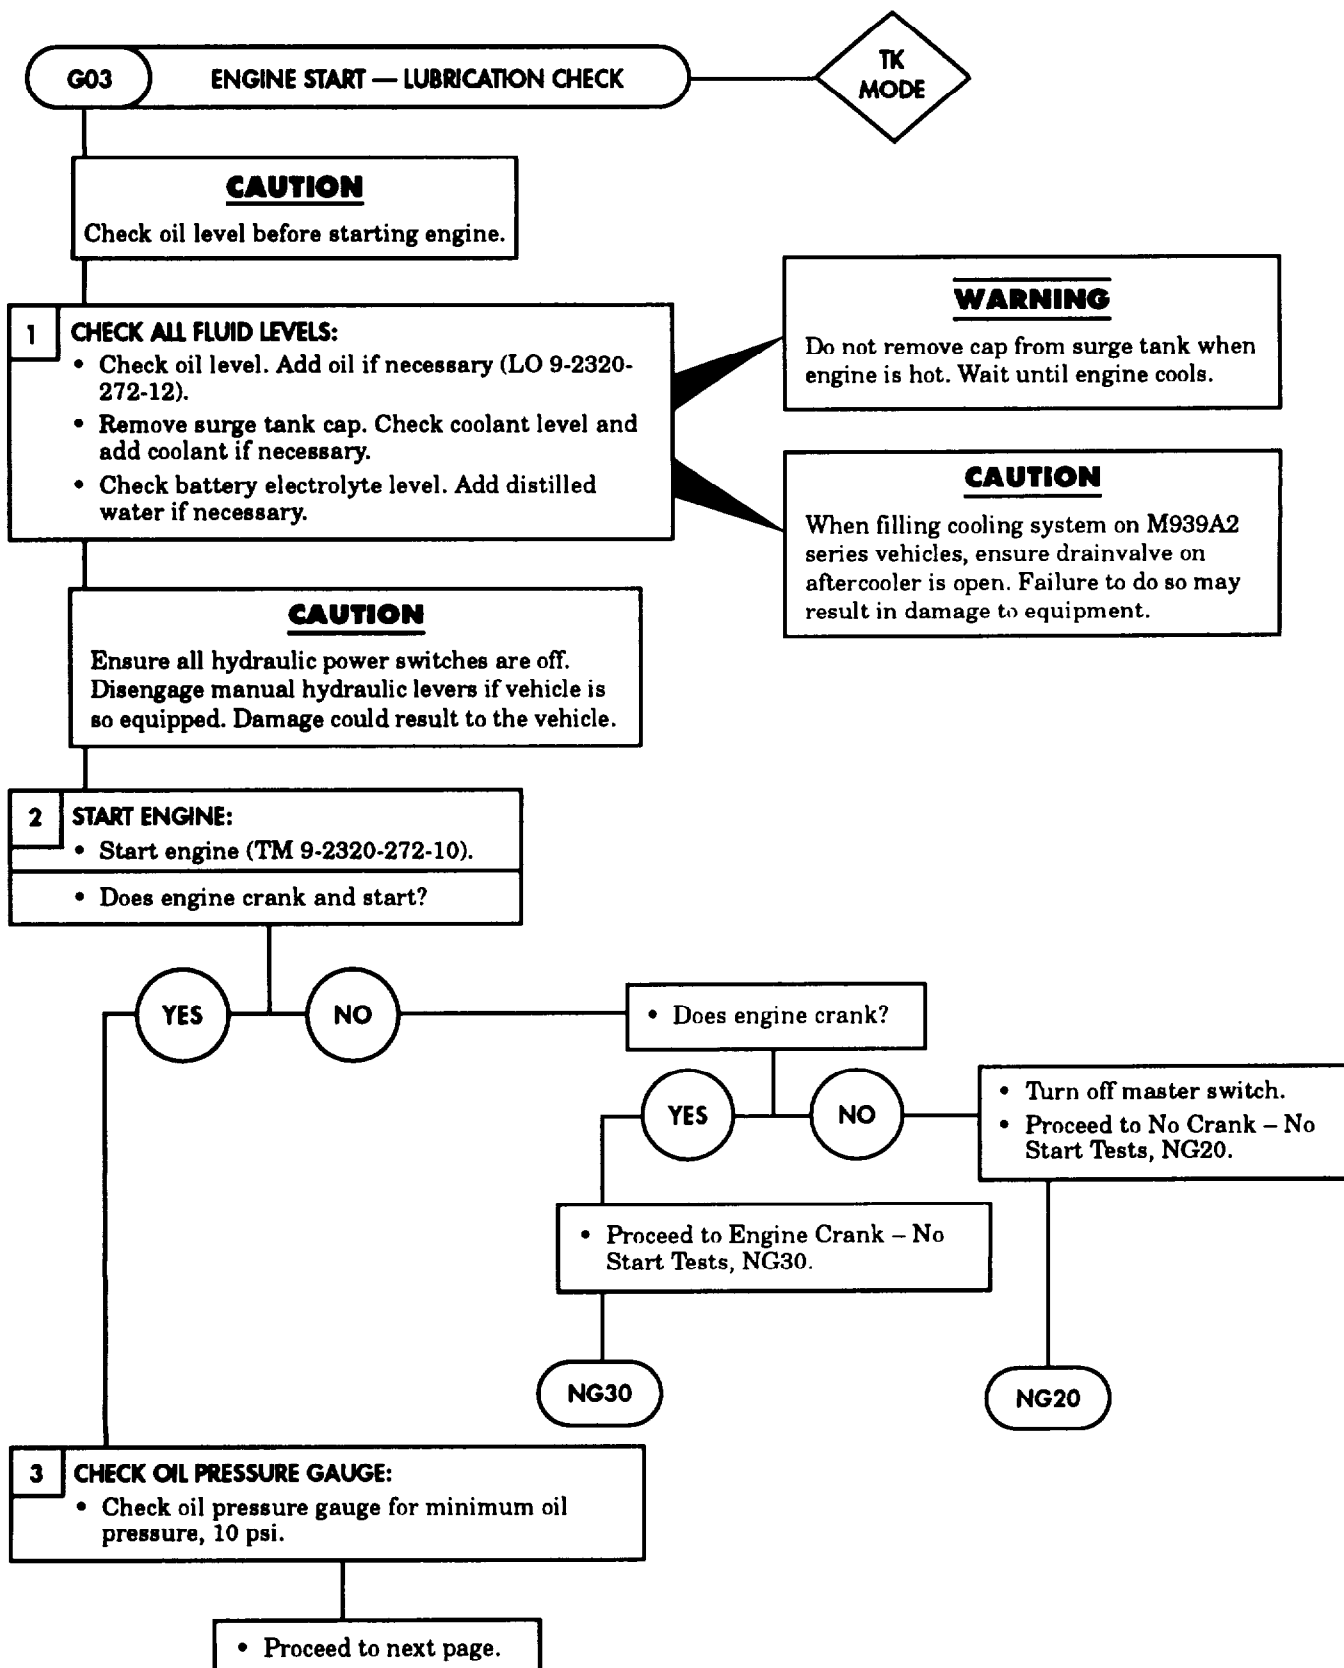 G03 ENGINE START — LUBRICATION CHECK
TK
MODE
CAUTION
Check oil level before starting engine.
1 CHECK ALL FLUID LEVELS:
• Check oil level. Add oil if necessary (LO 9-2320-
272-12).
• Remove surge tank cap. Check coolant level and
add coolant if necessary.
• Check battery electrolyte level. Add distilled
water if necessary.
WARNING
Do not remove cap from surge tank when
engine is hot. Wait until engine cools.
CAUTION
When filling cooling system on M939A2
series vehicles, ensure drainvalve on
aftercooler is open. Failure to do so may
result in damage to equipment.
CAUTION
Ensure all hydraulic power switches are off.
Disengage manual hydraulic levers if vehicle is
so equipped. Damage could result to the vehicle.
2 START ENGINE:
• Start engine (TM 9-2320-272-10).
• Does engine crank and start?
YES
NO
• Does engine crank?
YES
NO
• Turn off master switch.
• Proceed to No Crank – No
Start Tests, NG20.
• Proceed to Engine Crank – No
Start Tests, NG30.
NG30
NG20
3 CHECK OIL PRESSURE GAUGE:
• Check oil pressure gauge for minimum oil
pressure, 10 psi.
• Proceed to next page.